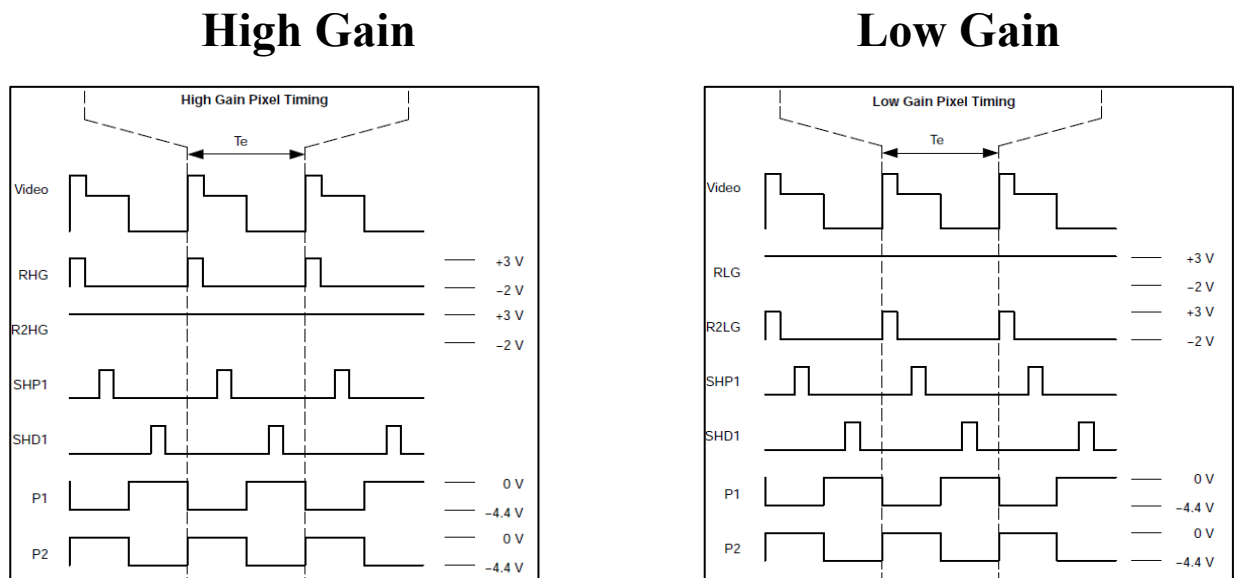 High Gain
High Gain Pixel Timing
Te
Video
RHG
+3 V
−2 V
R2HG
+3 V
−2 V
SHP1
SHD1
P1
0 V
−4.4 V
P2
0 V
−4.4 V
Low Gain
Low Gain Pixel Timing
Te
Video
RLG
+3 V
−2 V
R2LG
+3 V
−2 V
SHP1
SHD1
P1
0 V
−4.4 V
P2
0 V
−4.4 V